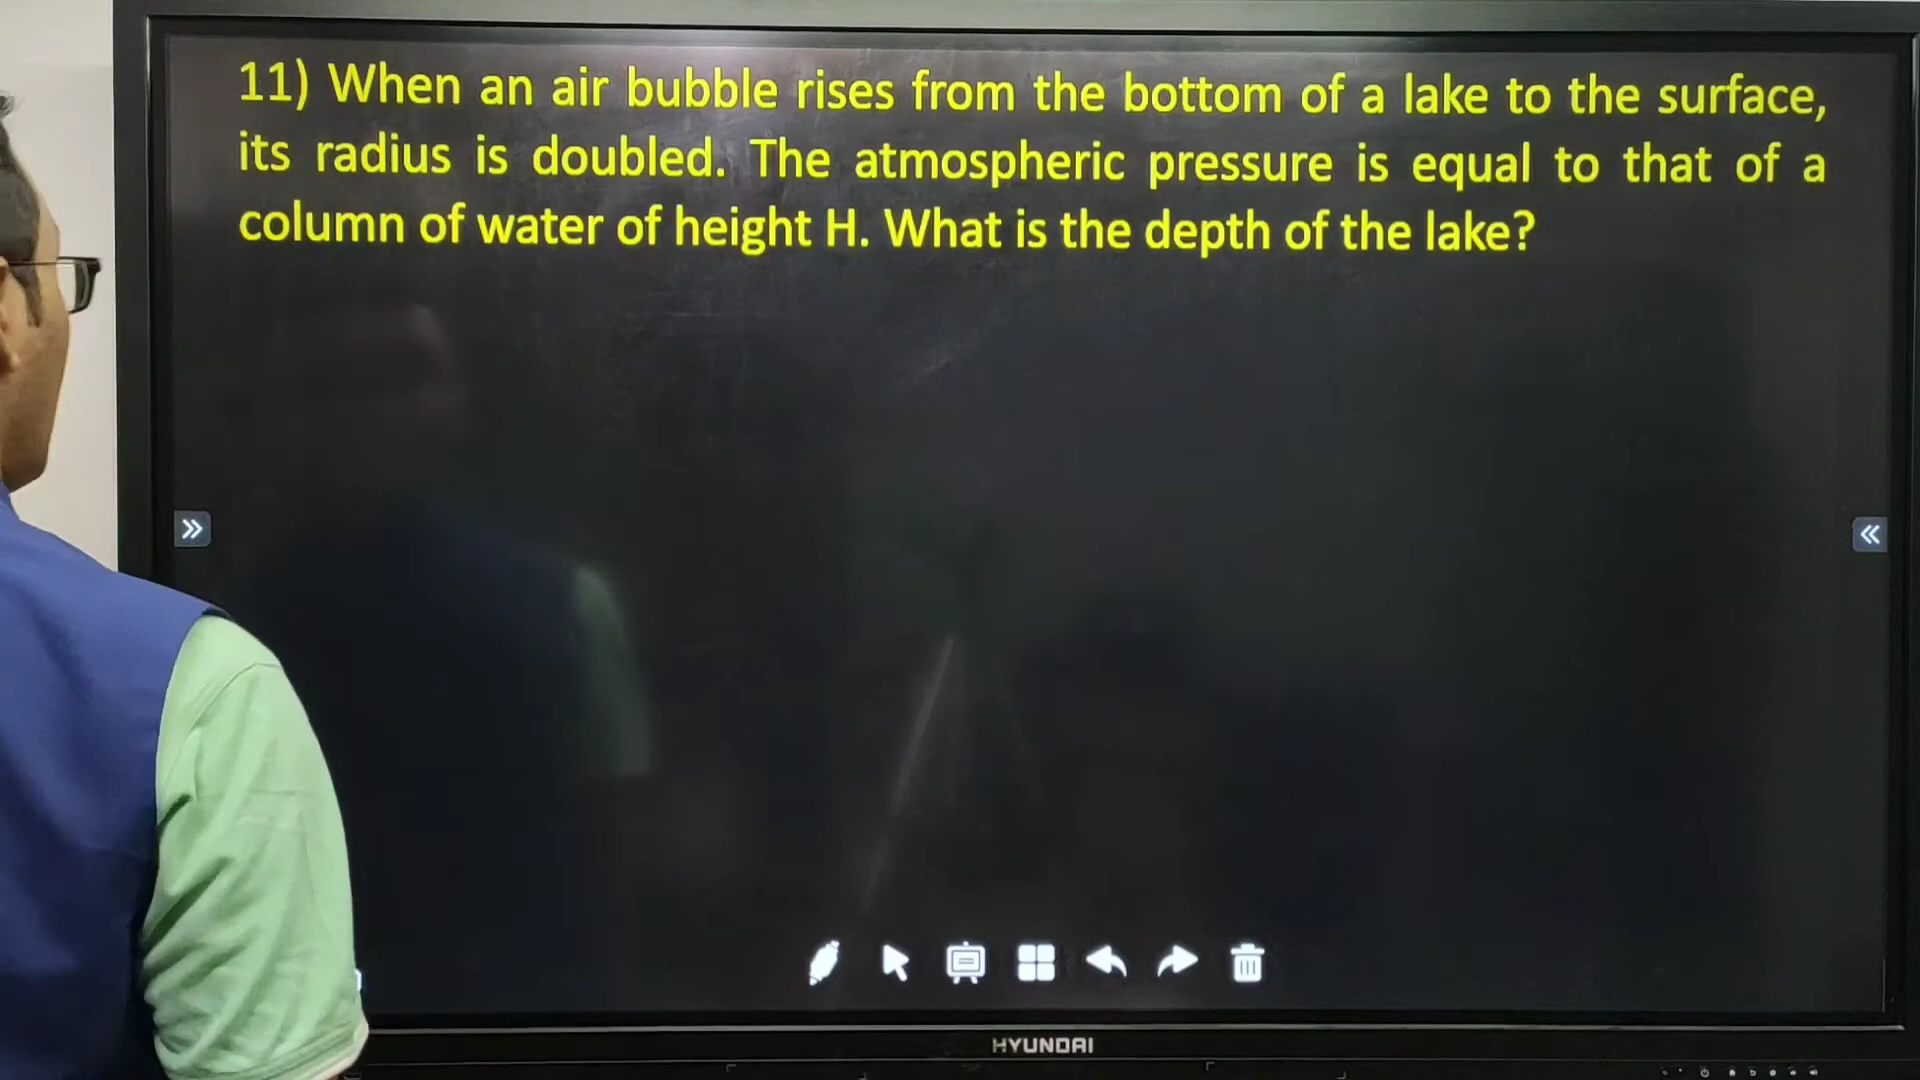 11) When an air bubble rises from the bottom of a lake to the surface,
its radius is doubled. The atmospheric pressure is equal to that of a
column of water of height H. What is the depth of the lake?
HYUNDAI